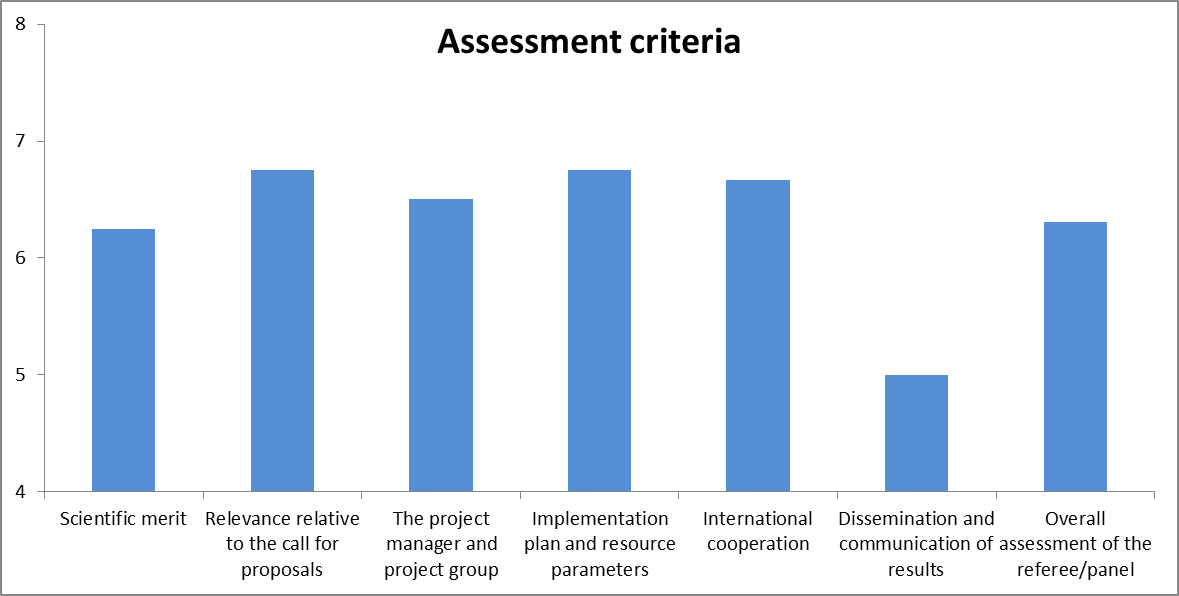 Assessment criteria
8
7
6
5
4
Scientific merit
Relevance relative
to the call for
proposals
The project
manager and
project group
Implementation
plan and resource
parameters
International
cooperation
Dissemination and
communication of
results
Overall
assessment of the
referee/panel